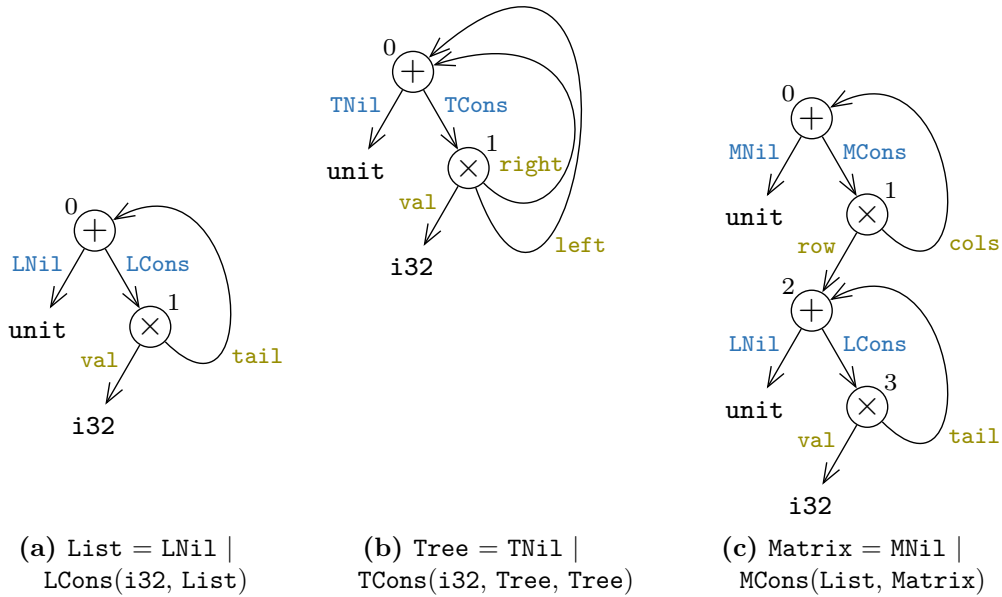 0
LNil LCons
1
unit
val tail
i32
(a) List = LNil |
LCons(i32, List)
0
TNil TCons
1
unit right
val
left
i32
(b) Tree = TNil |
TCons(i32, Tree, Tree)
0
MNil MCons
1
unit
row cols
2
LNil LCons
3
unit
val tail
i32
(c) Matrix = MNil |
MCons(List, Matrix)